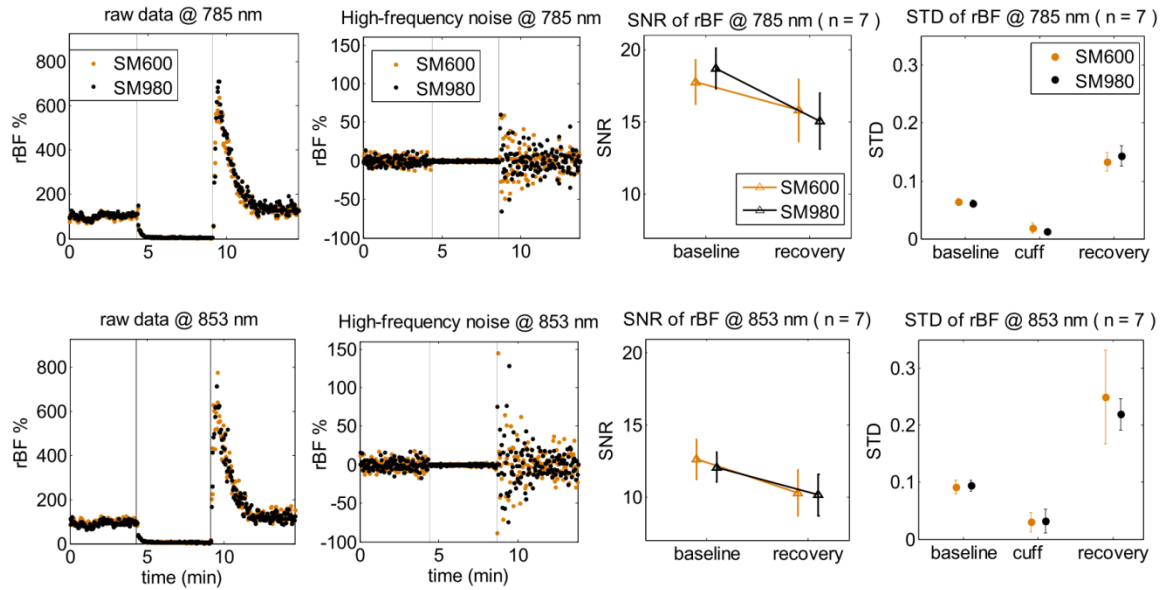 raw data @ 785 nm
800
600
400
200
0
rBF %
SM600
SM980
0
5
10
High-frequency noise @ 785 nm
150
100
50
0
-50
-100
rBF %
SM600
SM980
0
5
10
SNR of rBF @ 785 nm ( n = 7)
20
15
10
SNR
SM600
SM980
baseline
recovery
STD of rBF @ 785 nm ( n = 7 )
0.3
0.2
0.1
0
STD
SM600
SM980
baseline
cuff
recovery
raw data @ 853 nm
800
600
400
200
0
rBF %
0
5
10
time (min)
High-frequency noise @ 853 nm
150
100
50
0
-50
-100
rBF %
0
5
10
time (min)
SNR of rBF @ 853 nm ( n = 7)
20
15
10
SNR
baseline
recovery
STD of rBF @ 853 nm ( n = 7 )
0.3
0.2
0.1
0
STD
baseline
cuff
recovery